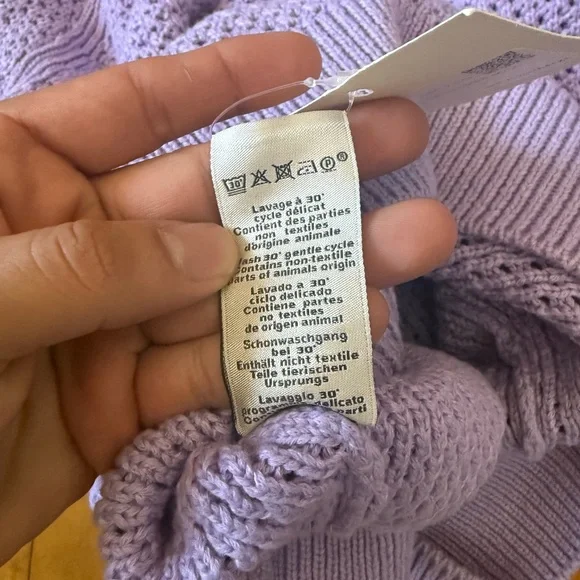 30°
P ®
Lavage à 30°
cycle délicat
Contient des parties
non textiles
d'origine animale
30° gentle cycle
Contains non-textile
parts of animals origin
Lavado a 30°
ciclo delicado
Contiene partes
no textiles
de origen animal
Schonwaschgang
bei 30°
Enthält nicht textile
Teile tierischen
Ursprungs
Lavaggio 30°
delicato
parti